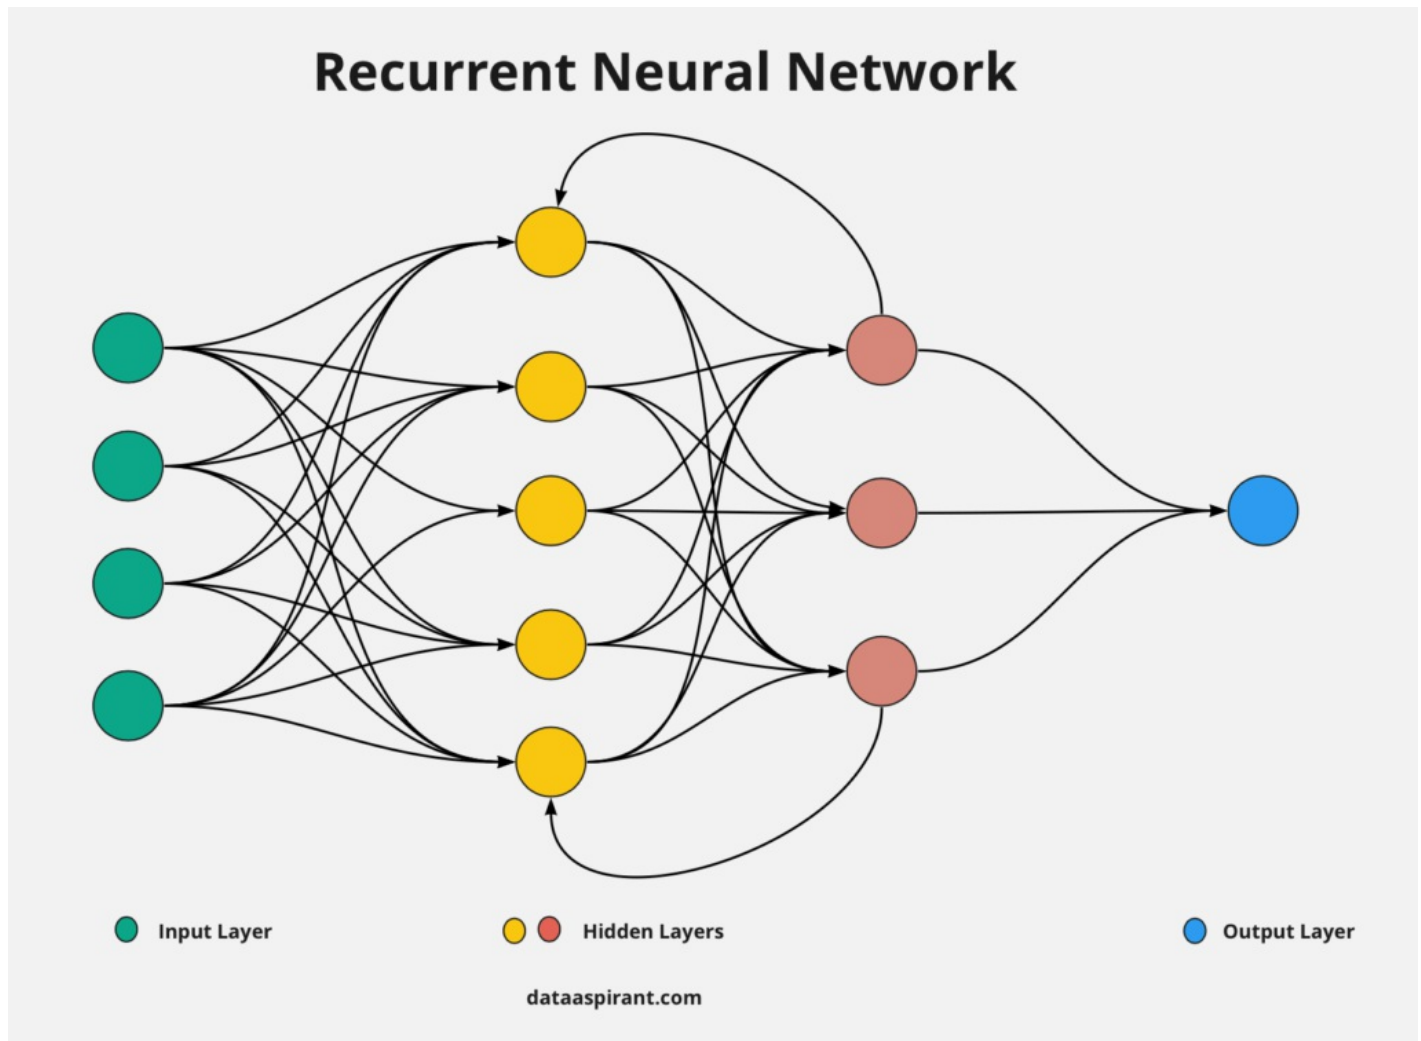 Recurrent Neural Network
Input Layer
Hidden Layers
Output Layer
dataaspirant.com